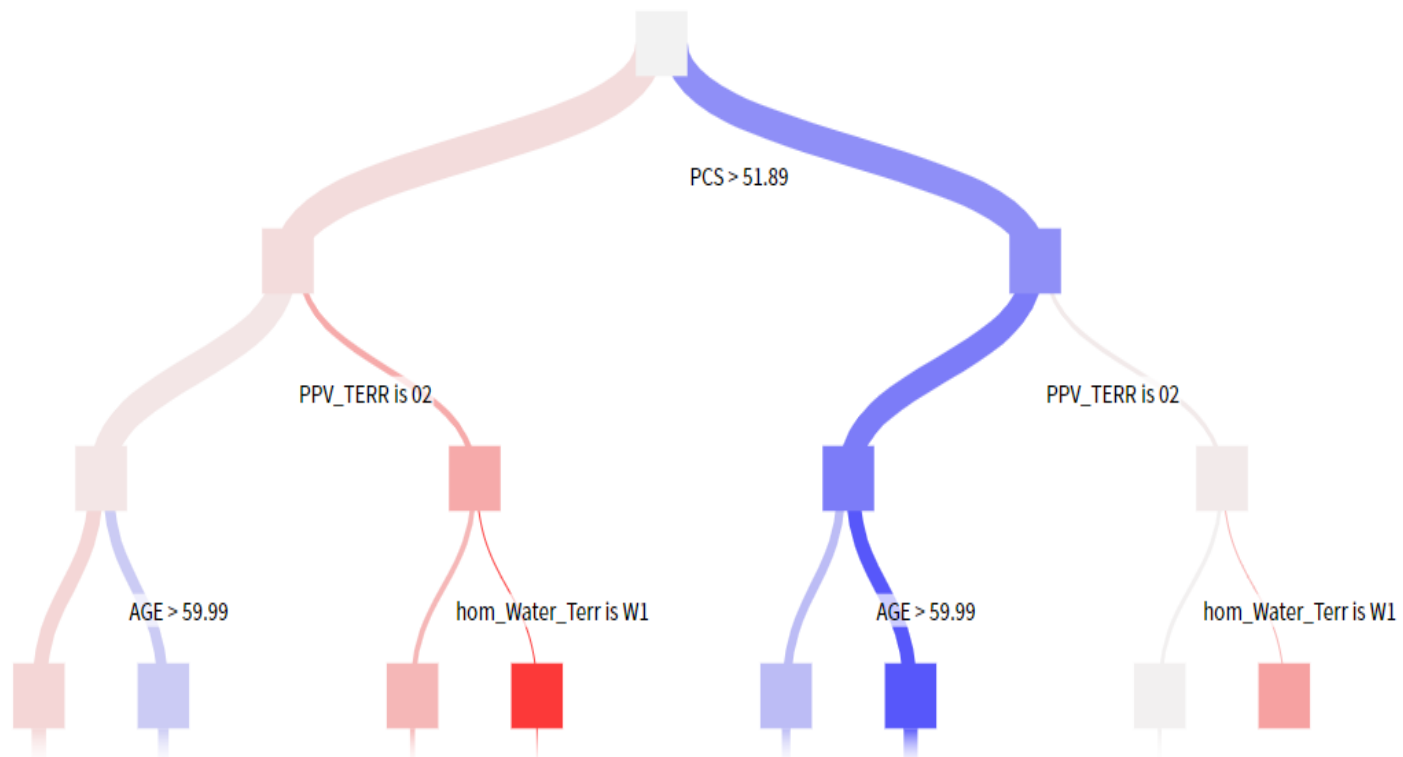 PCS > 51.89
PPV_TERR is 02
PPV_TERR is 02
AGE > 59.99
hom_Water_Terr is W1
AGE > 59.99
hom_Water_Terr is W1